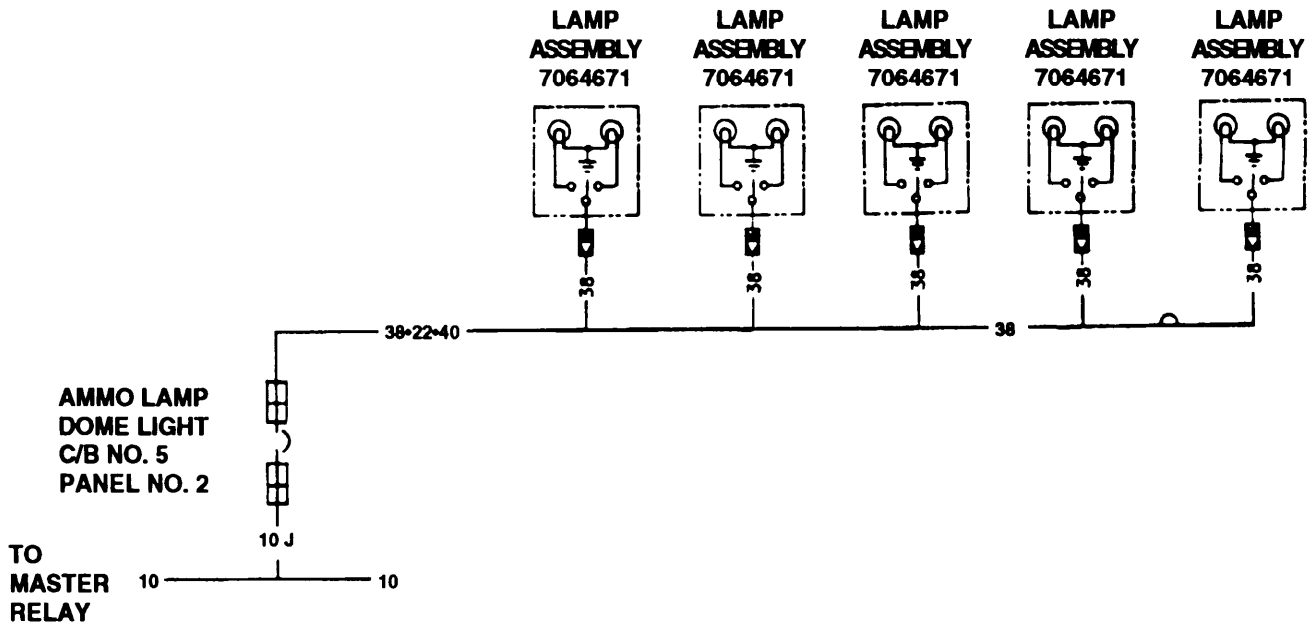 LAMP
ASSEMBLY
7064671
LAMP
ASSEMBLY
7064671
LAMP
ASSEMBLY
7064671
LAMP
ASSEMBLY
7064671
LAMP
ASSEMBLY
7064671
38
38
38
38
38
38•22•40
38
AMMO LAMP
DOME LIGHT
C/B NO. 5
PANEL NO. 2
10 J
TO
MASTER
RELAY
10
10